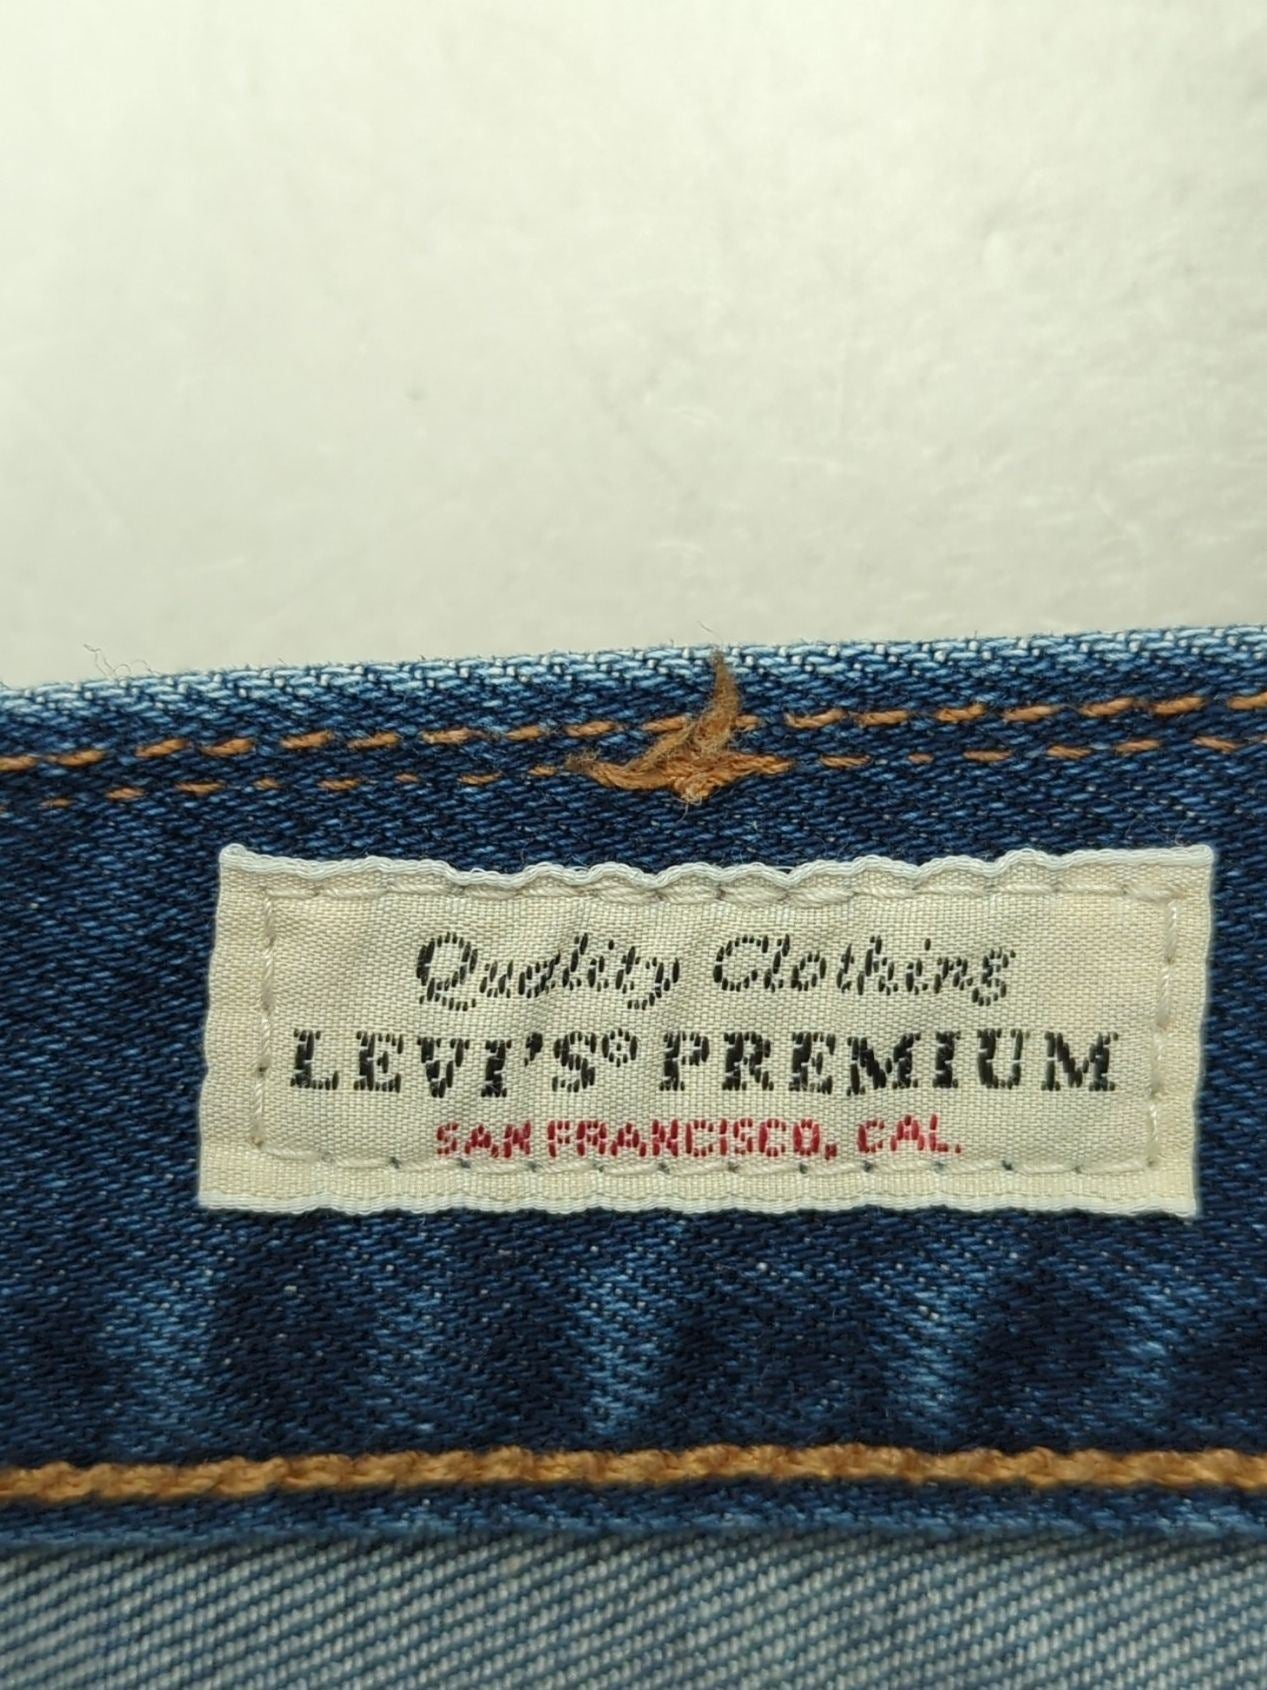 Quality Clothing
LEVI'S® PREMIUM
SAN FRANCISCO, CAL.